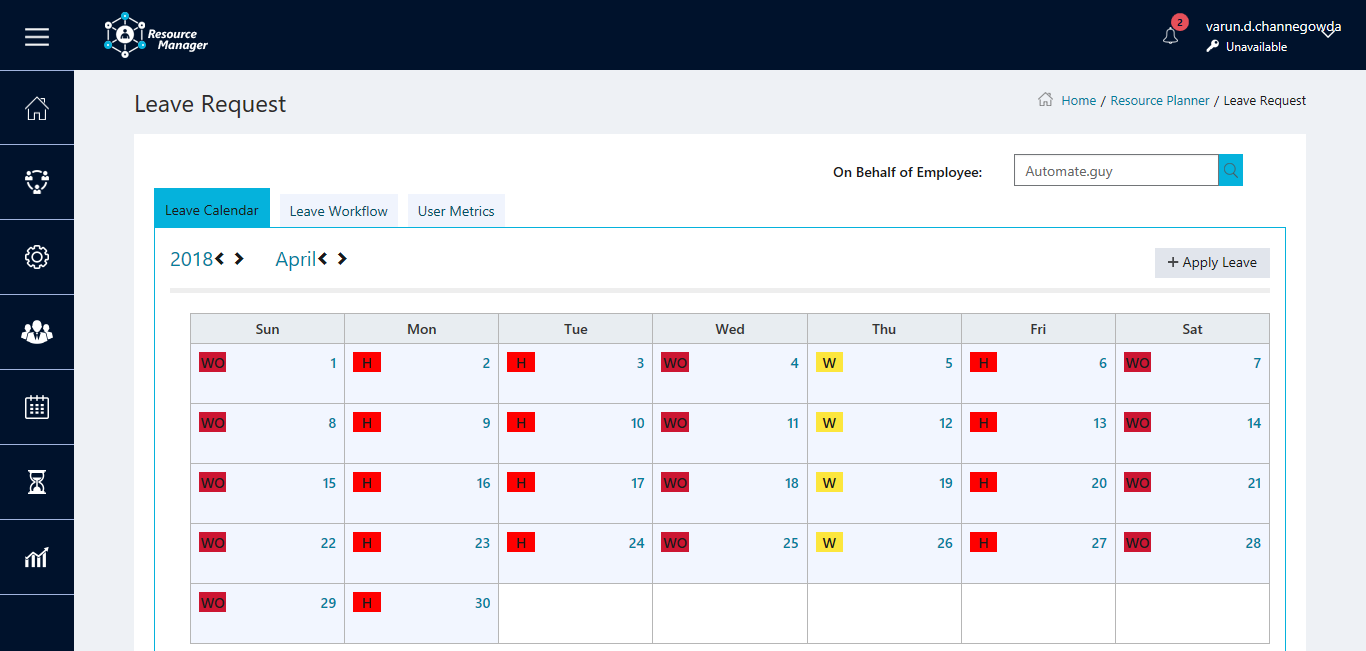 Resource
Manager
2
varun.d.channegowda
Unavailable
Leave Request
Home / Resource Planner / Leave Request
On Behalf of Employee: Automate.guy
Leave Calendar Leave Workflow User Metrics
2018 April
+ Apply Leave
Sun Mon Tue Wed Thu Fri Sat
WO 1 H 2 H 3 WO 4 W 5 H 6 WO 7
WO 8 H 9 H 10 WO 11 W 12 H 13 WO 14
WO 15 H 16 H 17 WO 18 W 19 H 20 WO 21
WO 22 H 23 H 24 WO 25 W 26 H 27 WO 28
WO 29 H 30